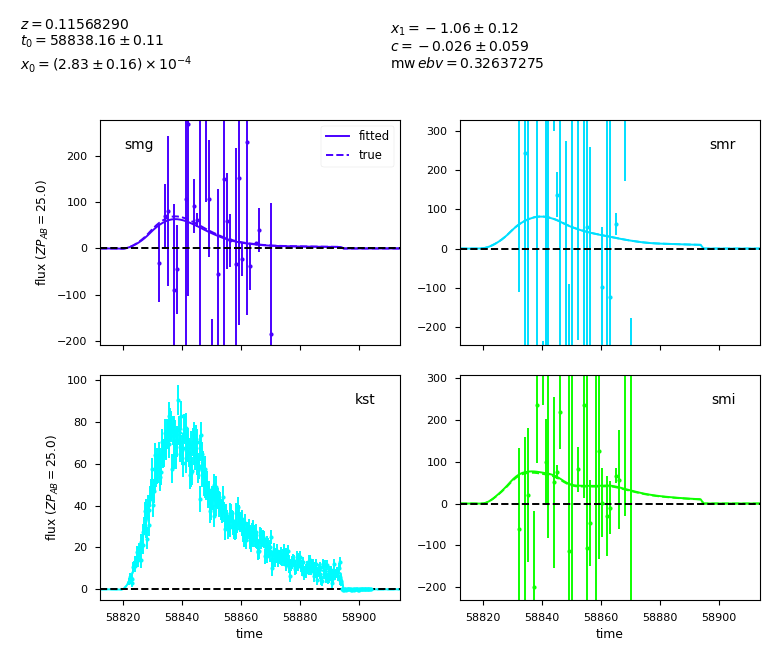 z = 0.11568290
t₀ = 58838.16 ± 0.11
x₀ = (2.83 ± 0.16) × 10⁻⁴
x₁ = −1.06 ± 0.12
c = −0.026 ± 0.059
mw ebv = 0.32637275
smg
fitted
true
200
100
0
−100
−200
flux (ZP_AB = 25.0)
smr
300
200
100
0
−100
−200
kst
100
80
60
40
20
0
flux (ZP_AB = 25.0)
58820 58840 58860 58880 58900
time
smi
300
200
100
0
−100
−200
58820 58840 58860 58880 58900
time